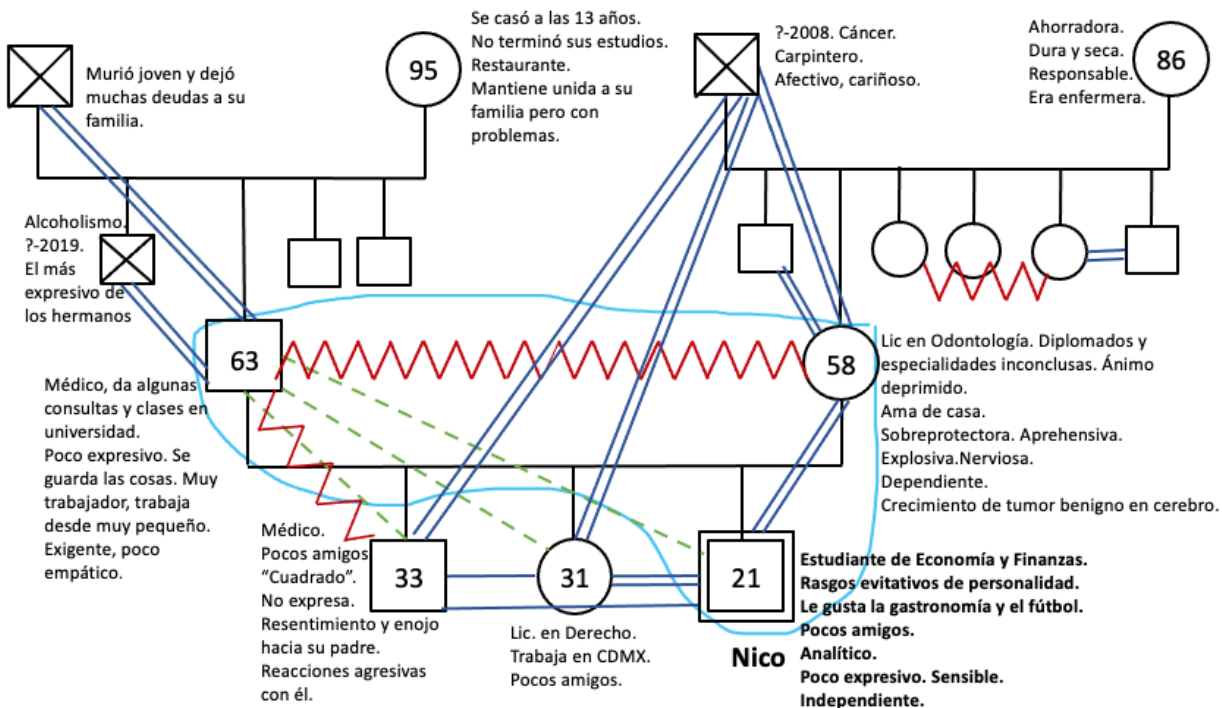 Murió joven y dejó
muchas deudas a su
familia.
95
Se casó a las 13 años.
No terminó sus estudios.
Restaurante.
Mantiene unida a su
familia pero con
problemas.
?-2008. Cáncer.
Carpintero.
Afectivo, cariñoso.
Ahorradora.
Dura y seca.
Responsable.
Era enfermera.
86
Alcoholismo.
?-2019.
El más
expresivo de
los hermanos
63
58
Médico, da algunas
consultas y clases en
universidad.
Poco expresivo. Se
guarda las cosas. Muy
trabajador, trabaja
desde muy pequeño.
Exigente, poco
empático.
Lic en Odontología. Diplomados y
especialidades inconclusas. Ánimo
deprimido.
Ama de casa.
Sobreprotectora. Aprehensiva.
Explosiva.Nerviosa.
Dependiente.
Crecimiento de tumor benigno en cerebro.
Médico.
Pocos amigos
“Cuadrado”.
No expresa.
Resentimiento y enojo
hacia su padre.
Reacciones agresivas
con él.
33
31
Lic. en Derecho.
Trabaja en CDMX.
Pocos amigos.
21
Nico
Estudiante de Economía y Finanzas.
Rasgos evitativos de personalidad.
Le gusta la gastronomía y el fútbol.
Pocos amigos.
Analítico.
Poco expresivo. Sensible.
Independiente.